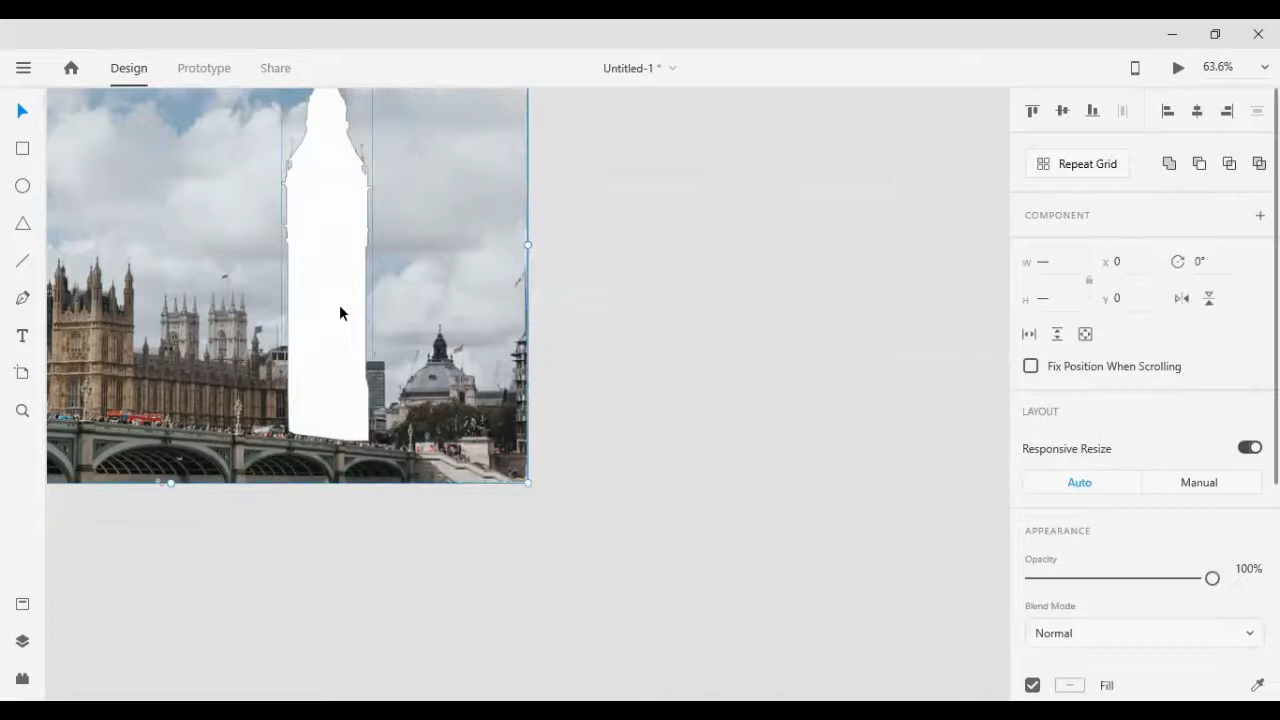 Design
Prototype
Share
Untitled-1 *
63.6%
Repeat Grid
COMPONENT
W —
X 0
0°
H —
Y 0
Fix Position When Scrolling
LAYOUT
Responsive Resize
Auto
Manual
APPEARANCE
Opacity
100%
Blend Mode
Normal
Fill